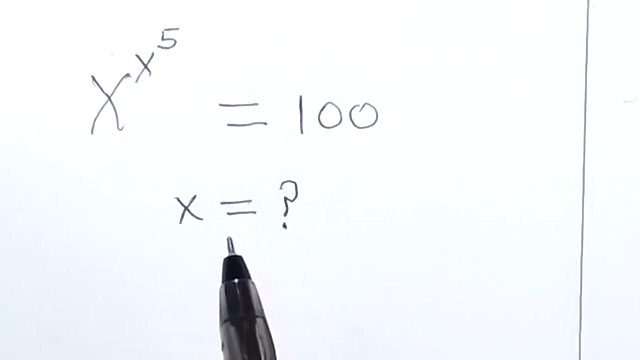 X^x^5 = 100
x = ?